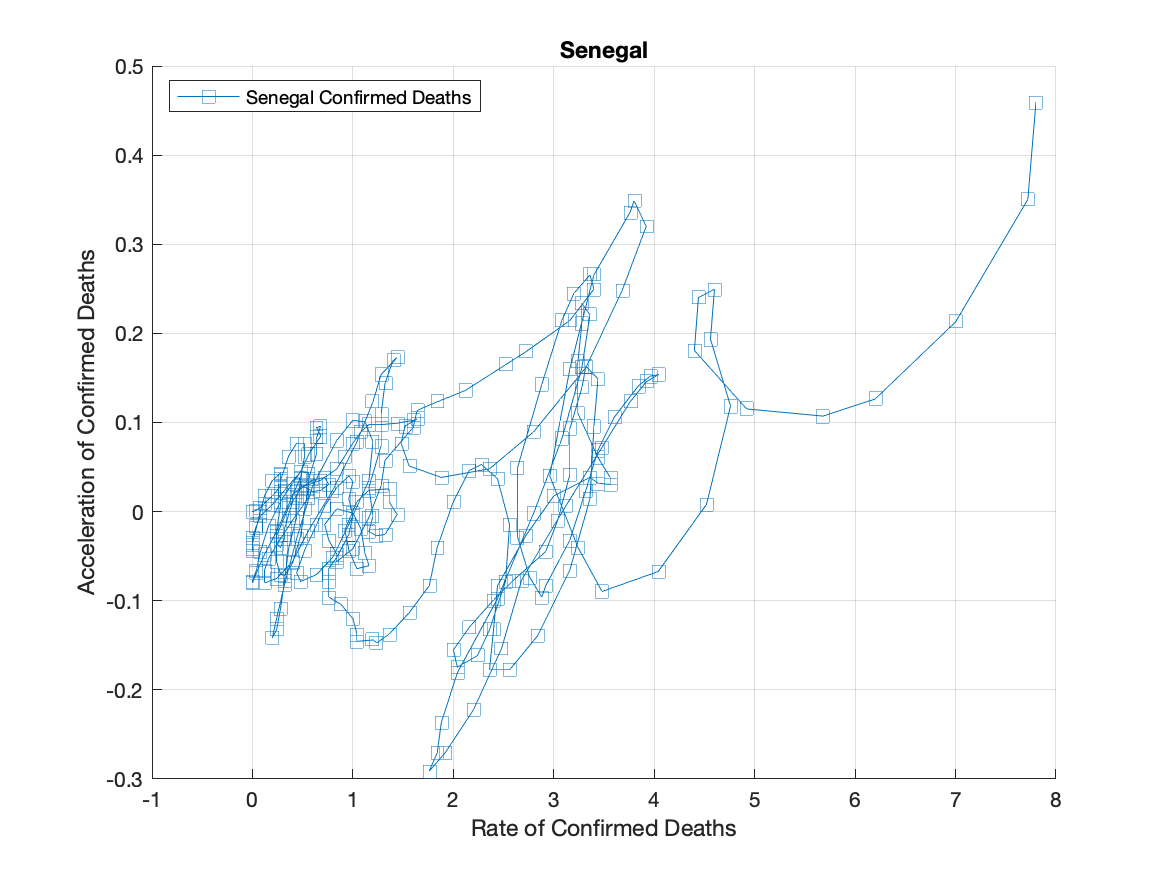 Senegal
Senegal Confirmed Deaths
0.5
0.4
0.3
0.2
0.1
0
-0.1
-0.2
-0.3
Acceleration of Confirmed Deaths
-1 0 1 2 3 4 5 6 7 8
Rate of Confirmed Deaths